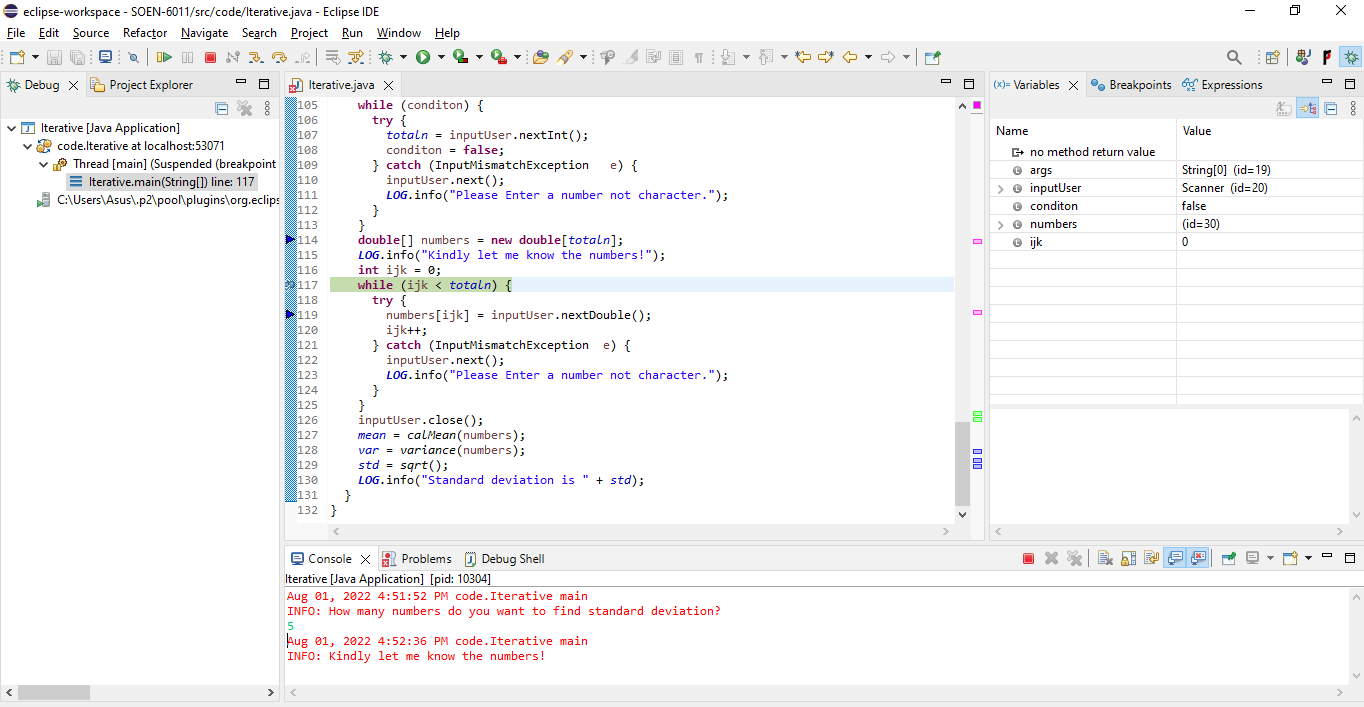 eclipse-workspace - SOEN-6011/src/code/Iterative.java - Eclipse IDE
File Edit Source Refactor Navigate Search Project Run Window Help
Debug Project Explorer
Iterative [Java Application]
code.Iterative at localhost:53071
Thread [main] (Suspended (breakpoint
Iterative.main(String[]) line: 117
C:\Users\Asus\.p2\pool\plugins\org.eclips
Iterative.java
105 while (conditon) {
106 try {
107 totaln = inputUser.nextInt();
108 conditon = false;
109 } catch (InputMismatchException e) {
110 inputUser.next();
111 LOG.info("Please Enter a number not character.");
112 }
113 }
114 double[] numbers = new double[totaln];
115 LOG.info("Kindly let me know the numbers!");
116 int ijk = 0;
117 while (ijk < totaln) {
118 try {
119 numbers[ijk] = inputUser.nextDouble();
120 ijk++;
121 } catch (InputMismatchException e) {
122 inputUser.next();
123 LOG.info("Please Enter a number not character.");
124 }
125 }
126 inputUser.close();
127 mean = calMean(numbers);
128 var = variance(numbers);
129 std = sqrt();
130 LOG.info("Standard deviation is " + std);
131 }
132 }
(x)= Variables Breakpoints Expressions
Name Value
no method return value
args String[0] (id=19)
inputUser Scanner (id=20)
conditon false
numbers (id=30)
ijk 0
Console Problems Debug Shell
Iterative [Java Application] [pid: 10304]
Aug 01, 2022 4:51:52 PM code.Iterative main
INFO: How many numbers do you want to find standard deviation?
5
Aug 01, 2022 4:52:36 PM code.Iterative main
INFO: Kindly let me know the numbers!